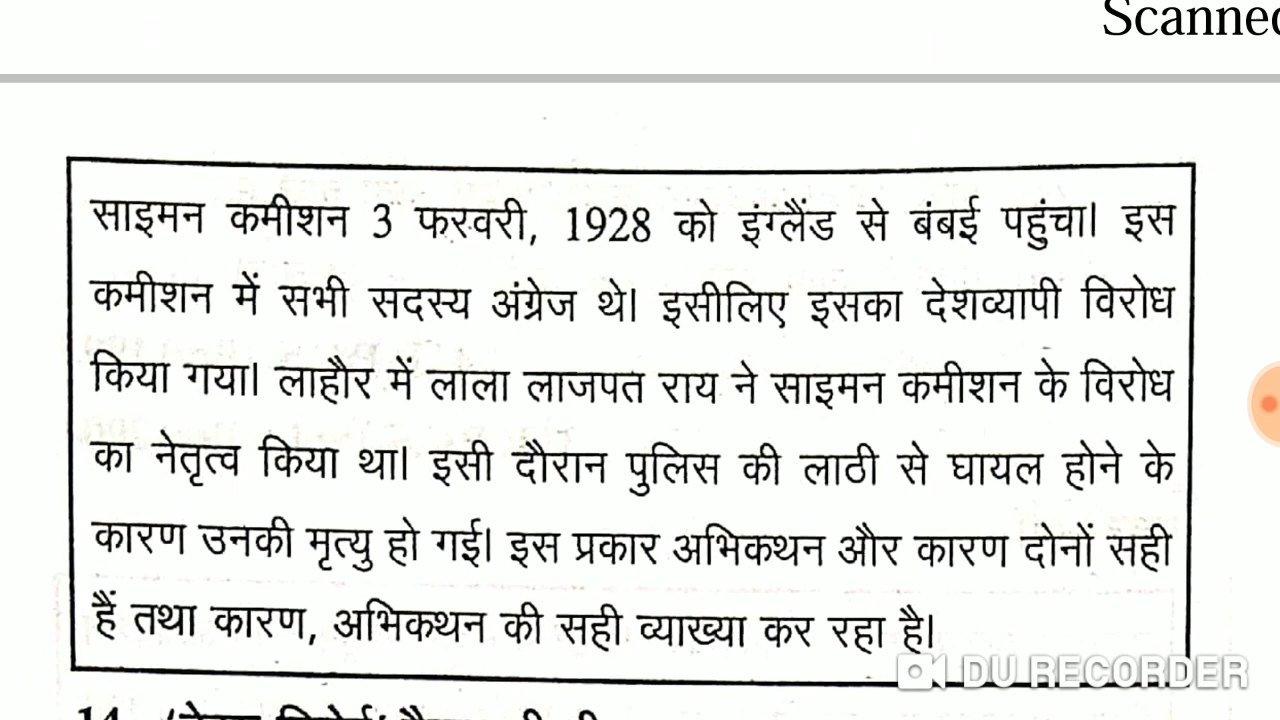 Scanned
साइमन कमीशन 3 फरवरी, 1928 को इंग्लैंड से बंबई पहुंचा। इस
कमीशन में सभी सदस्य अंग्रेज थे। इसीलिए इसका देशव्यापी विरोध
किया गया। लाहौर में लाला लाजपत राय ने साइमन कमीशन के विरोध
का नेतृत्व किया था। इसी दौरान पुलिस की लाठी से घायल होने के
कारण उनकी मृत्यु हो गई। इस प्रकार अभिकथन और कारण दोनों सही
हैं तथा कारण, अभिकथन की सही व्याख्या कर रहा है।
DU RECORDER
14.